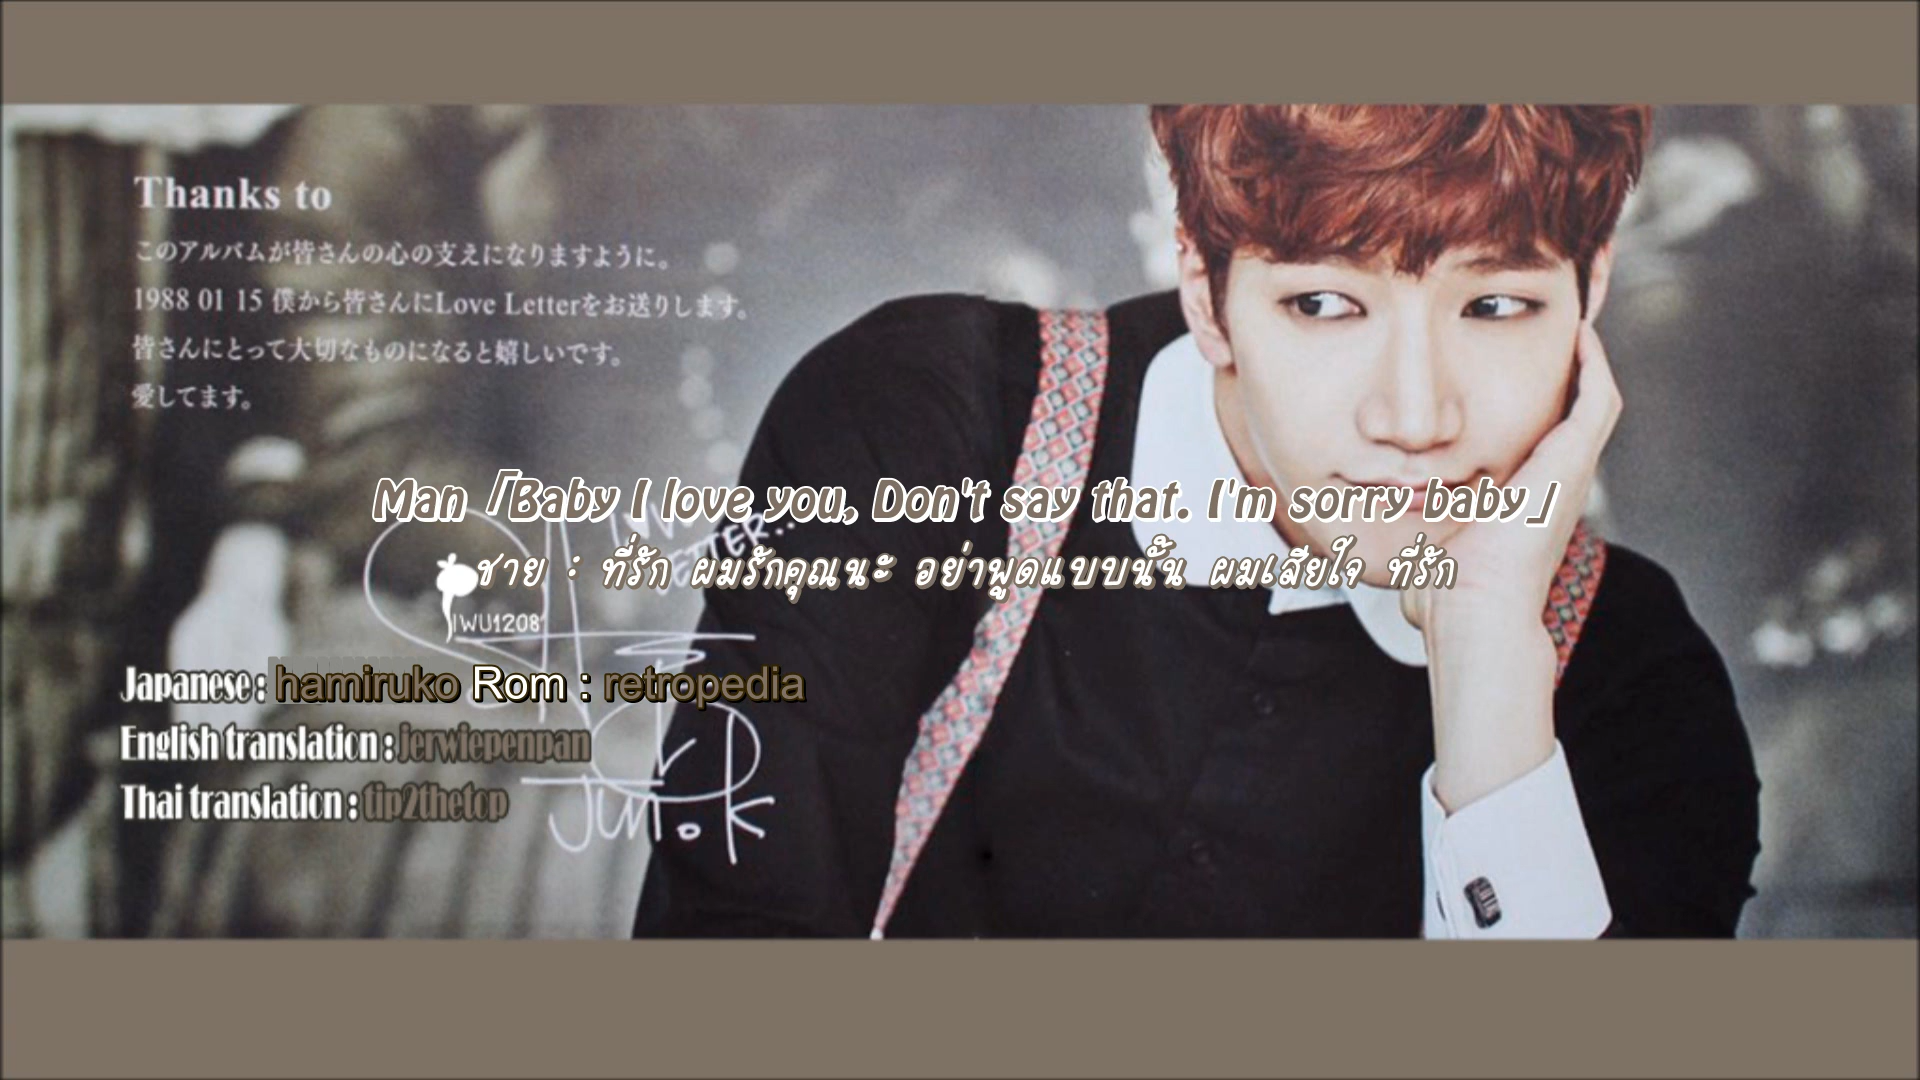 Thanks to
このアルバムが皆さんの心の支えになりますように。
1988 01 15 僕から皆さんにLove Letterをお送りします。
皆さんにとって大切なものになると嬉しいです。
愛してます。
Man「Baby I love you, Don't say that. I'm sorry baby」
ETTER...
ชาย : ที่รัก ผมรักคุณนะ อย่าพูดแบบนั้น ผมเสียใจ ที่รัก
JIWU1208
Japanese : hamiruko Rom : retropedia
English translation : jerwiepenpan
Thai translation : tip2thetop
Jun. K